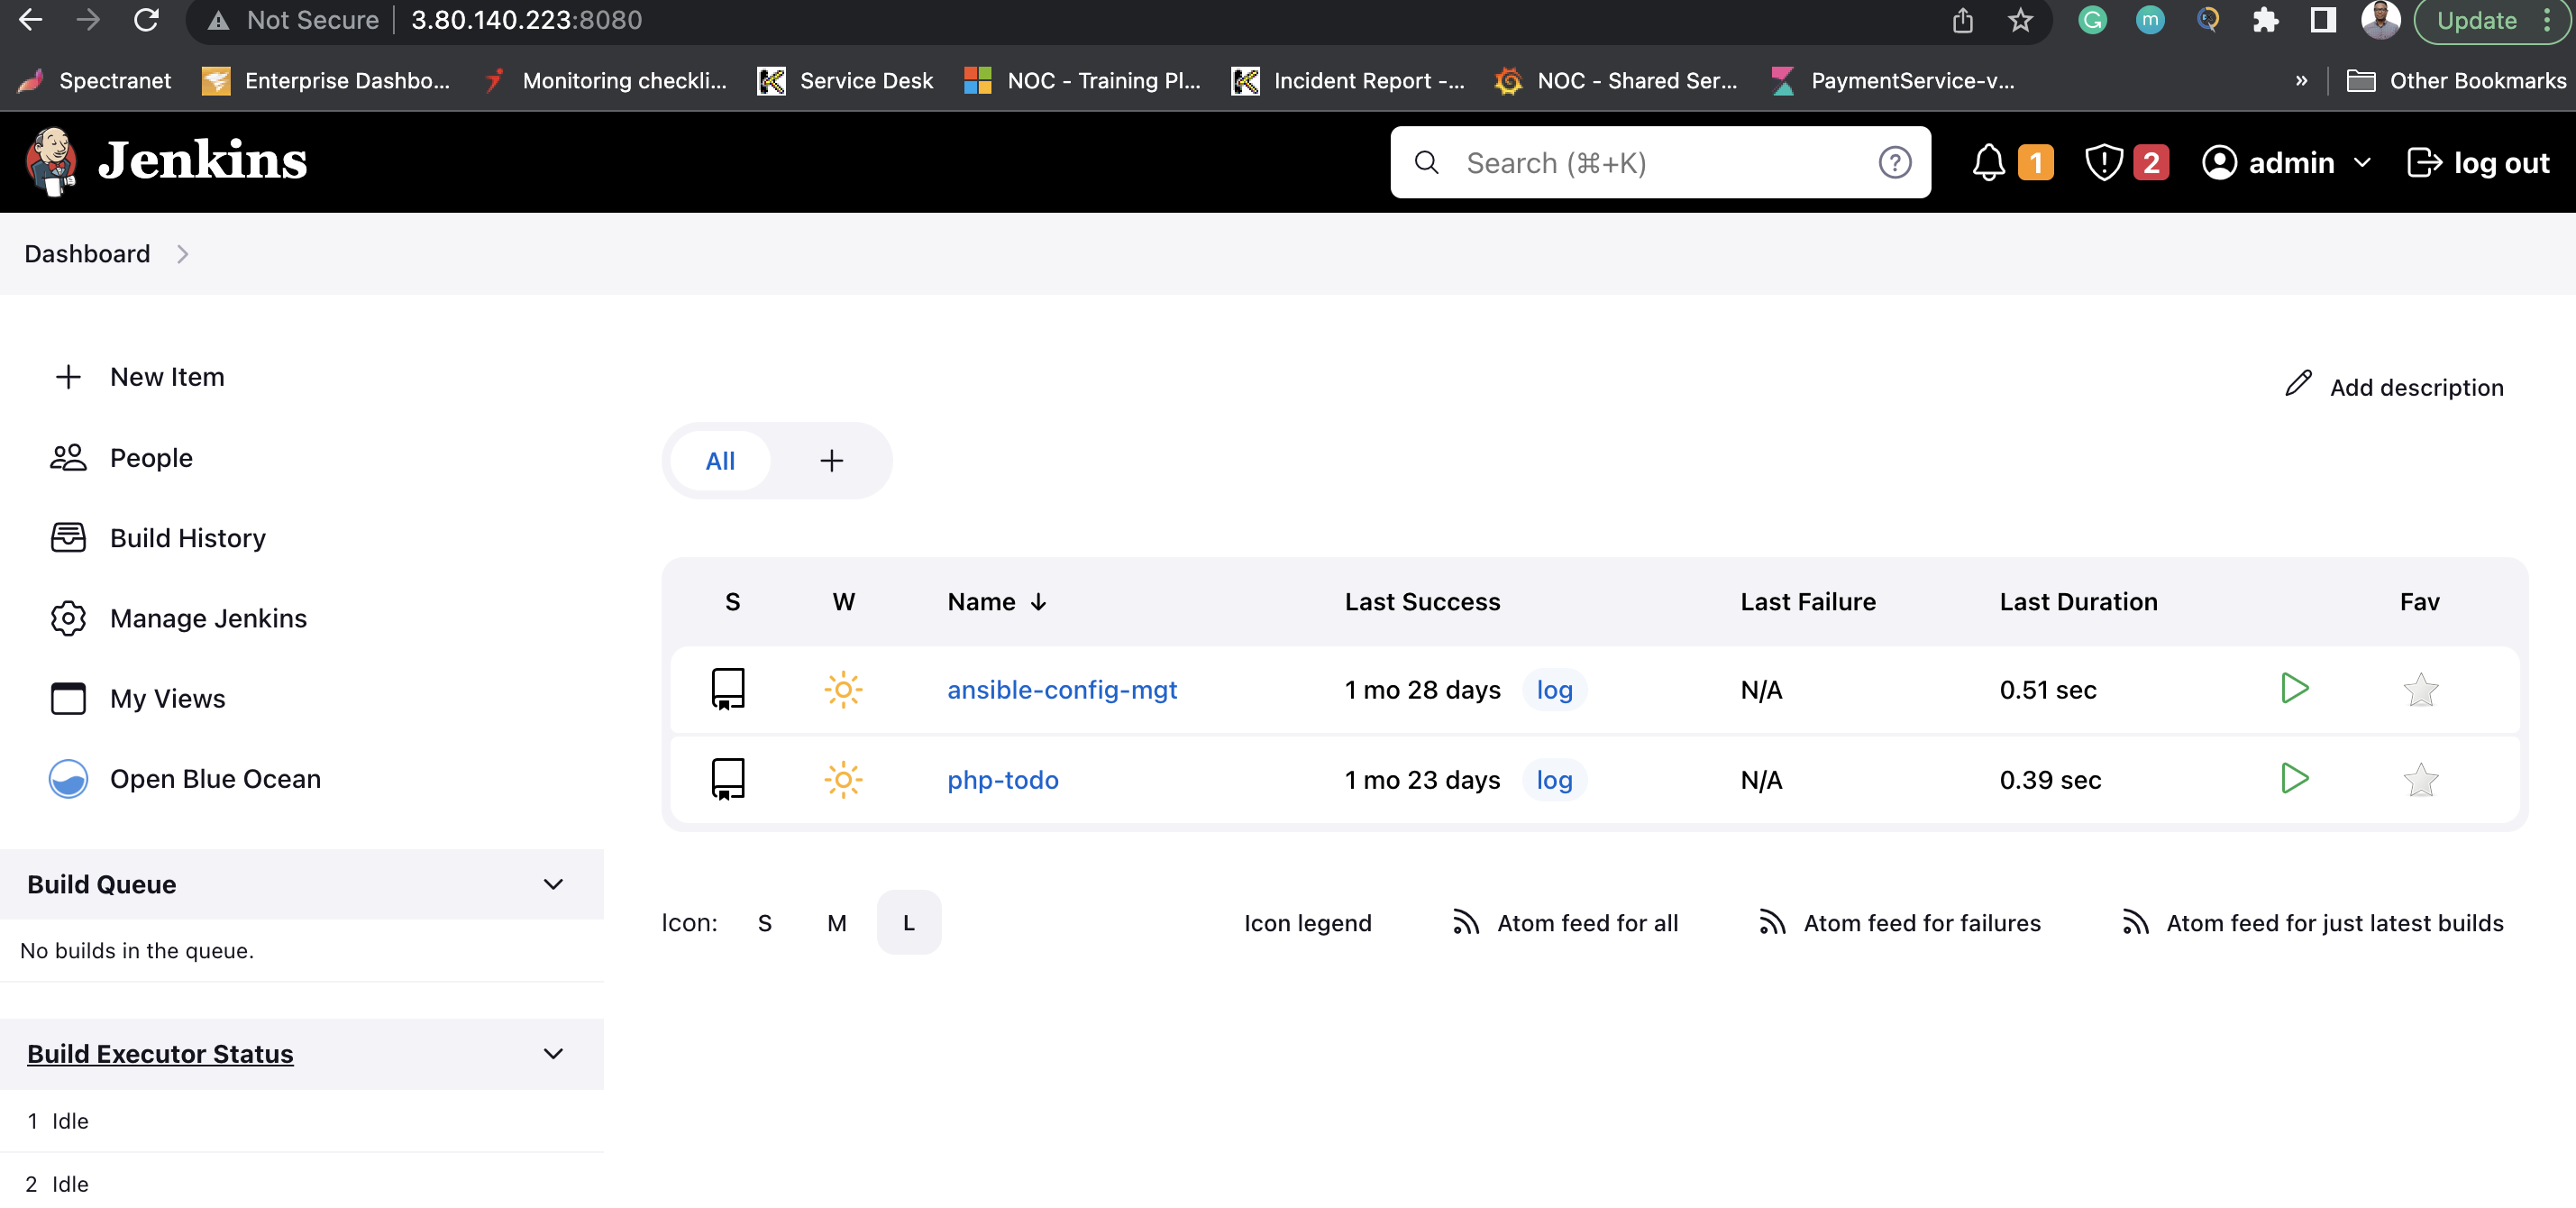 Not Secure | 3.80.140.223:8080 G m Update
Spectranet Enterprise Dashbo... Monitoring checkli... Service Desk NOC - Training Pl... Incident Report -... NOC - Shared Ser... PaymentService-v... » Other Bookmarks
Jenkins Search (⌘+K) ? 1 2 admin log out
Dashboard
New Item
Add description
People
All +
Build History
S W Name ↓ Last Success Last Failure Last Duration Fav
Manage Jenkins
ansible-config-mgt 1 mo 28 days log N/A 0.51 sec
My Views
php-todo 1 mo 23 days log N/A 0.39 sec
Open Blue Ocean
Build Queue
No builds in the queue.
Icon: S M L Icon legend Atom feed for all Atom feed for failures Atom feed for just latest builds
Build Executor Status
1 Idle
2 Idle